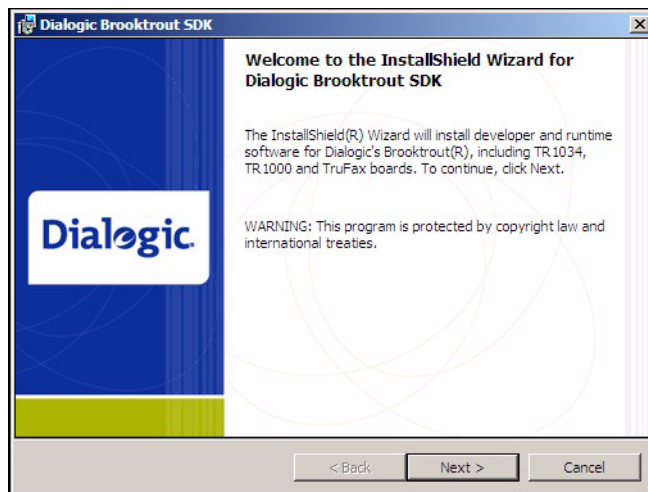 Dialogic Brooktrout SDK
Welcome to the InstallShield Wizard for
Dialogic Brooktrout SDK
The InstallShield(R) Wizard will install developer and runtime
software for Dialogic's Brooktrout(R), including TR1034,
TR1000 and TruFax boards. To continue, click Next.
WARNING: This program is protected by copyright law and
international treaties.
Dialogic.
< Back
Next >
Cancel